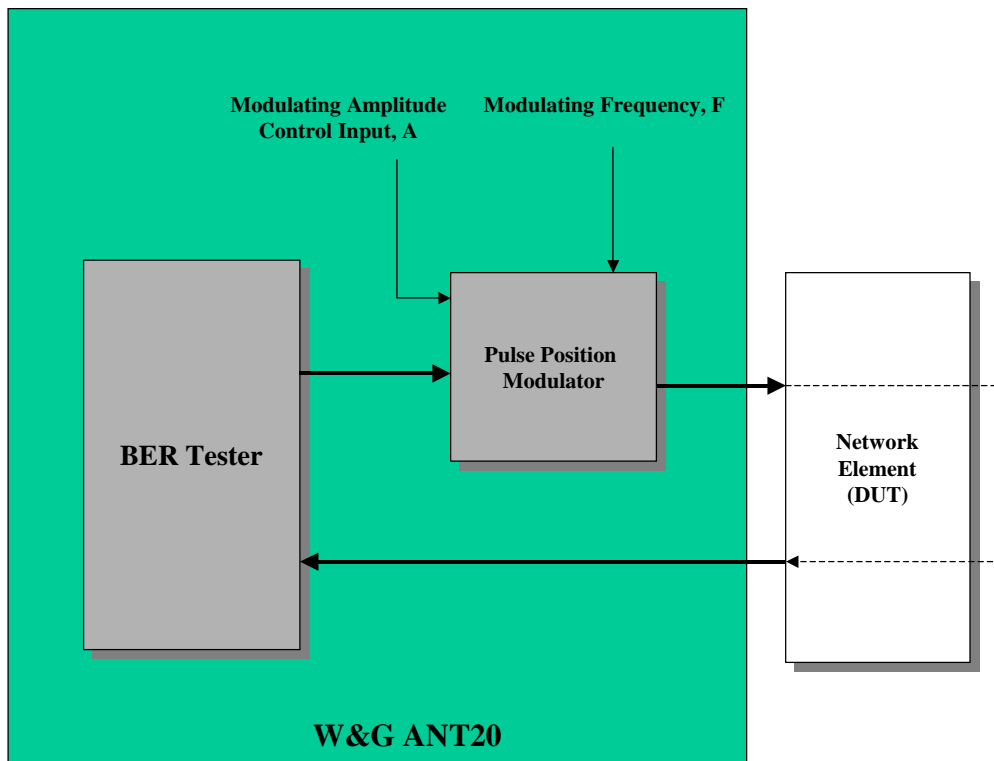 Modulating Amplitude
Control Input, A
Modulating Frequency, F
Pulse Position
Modulator
BER Tester
Network
Element
(DUT)
W&G ANT20